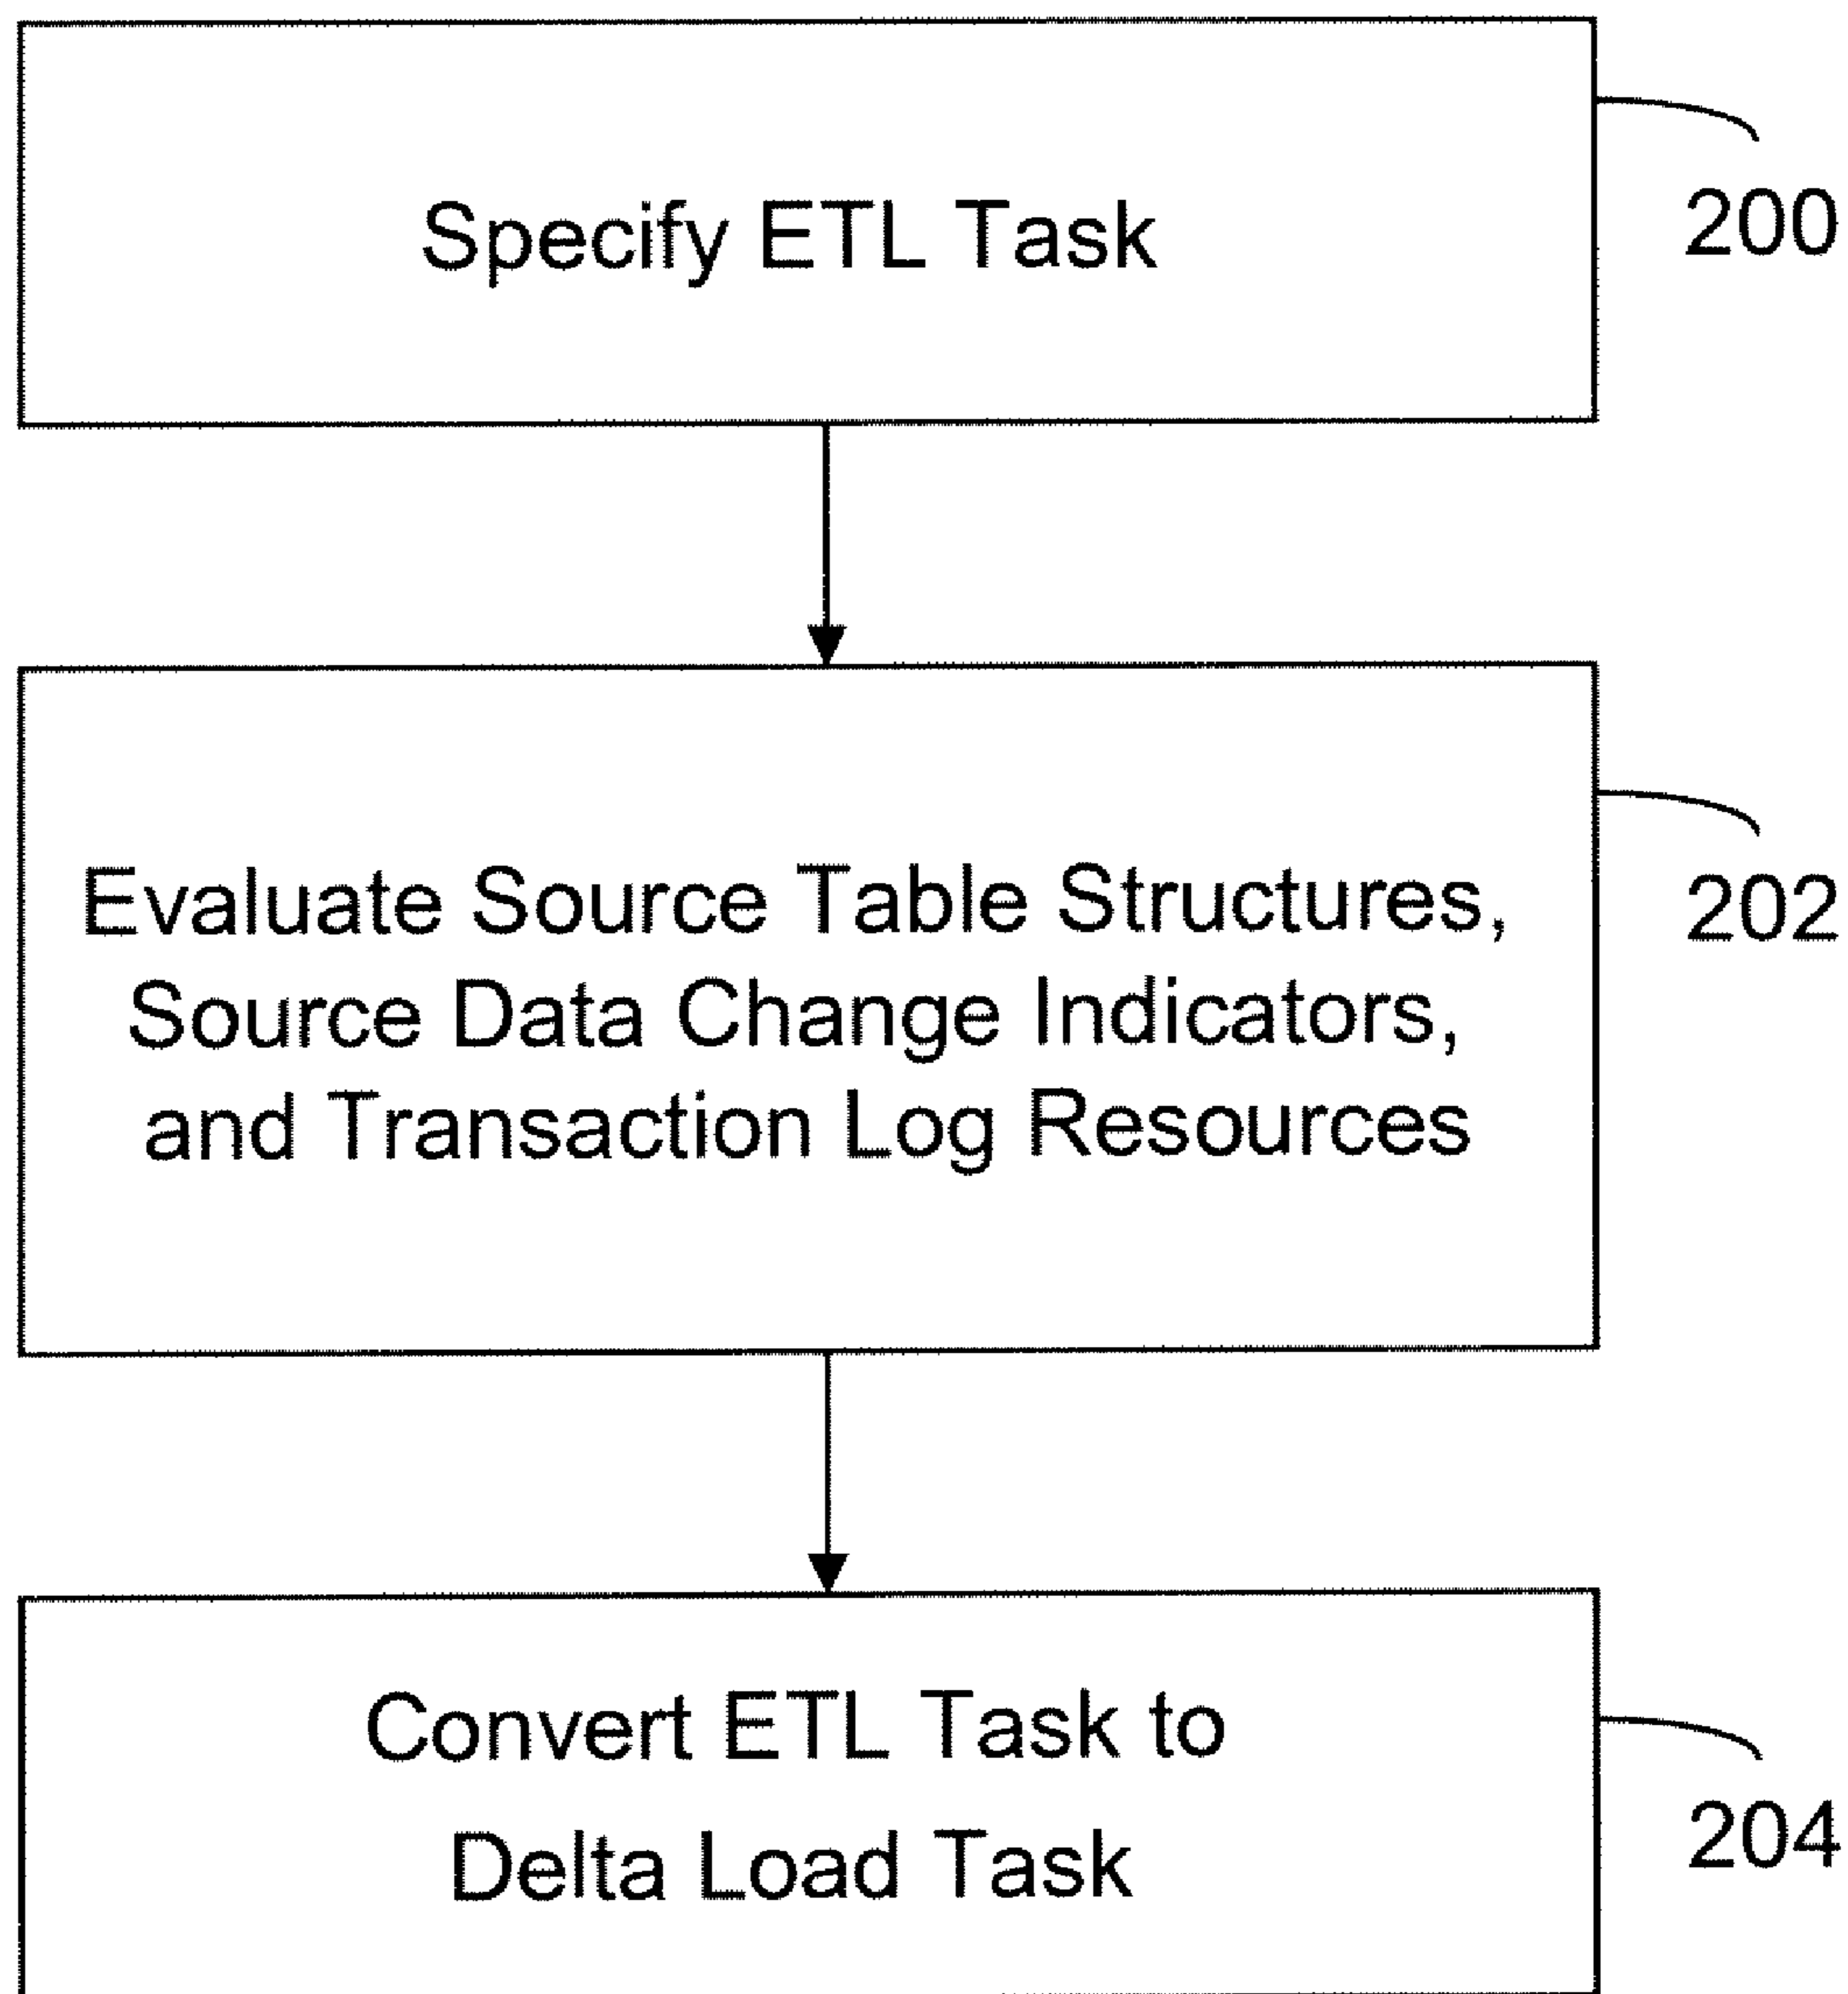 Specify ETL Task
200
Evaluate Source Table Structures,
Source Data Change Indicators,
and Transaction Log Resources
202
Convert ETL Task to
Delta Load Task
204